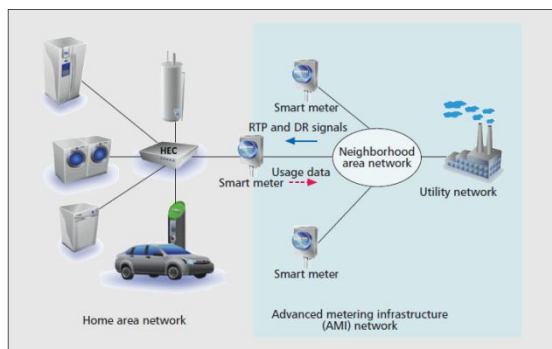 Smart meter
RTP and DR signals
HEC
Neighborhood
area network
Usage data
Smart meter
Utility network
Smart meter
Home area network
Advanced metering infrastructure
(AMI) network